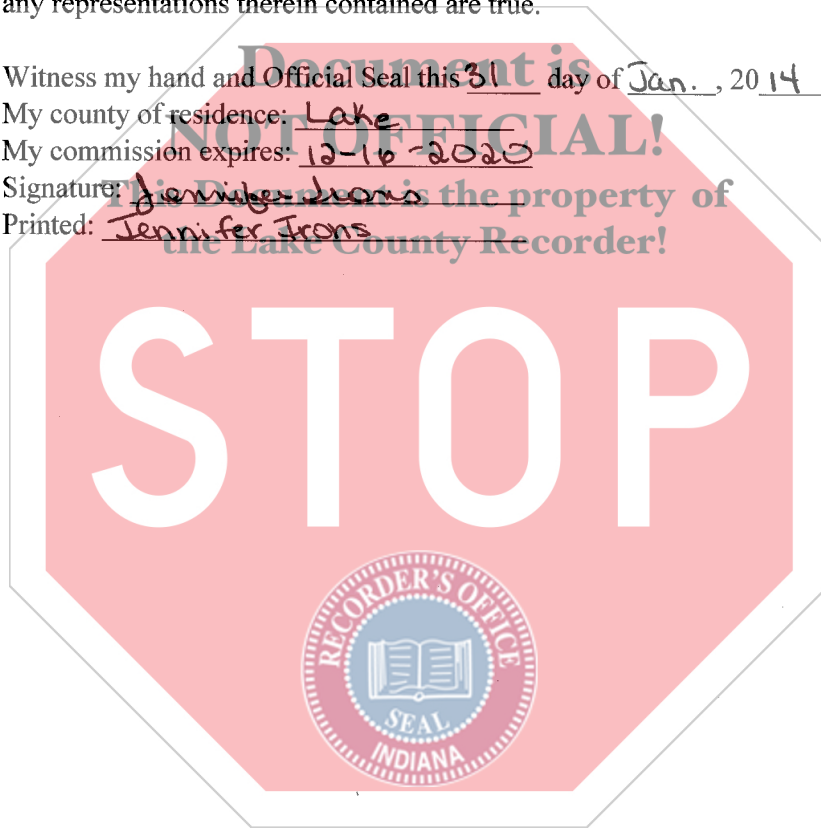 any representations therein contained are true.
Document is
Witness my hand and Official Seal this 31 day of Jan., 2014
My county of residence: Lake
NOT OFFICIAL!
My commission expires: 12-16-2020
Signature: Jennifer Irons
This Document is the property of
Printed: Jennifer Irons
the Lake County Recorder!
STOP
RECORDER'S OFFICE
SEAL
INDIANA